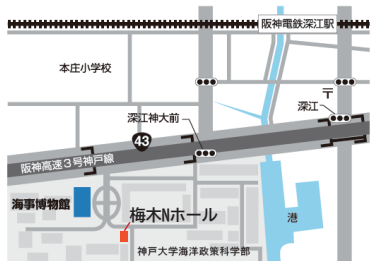 阪神電鉄深江駅
本庄小学校
〒
深江
深江神大前
43
阪神高速3号神戸線
海事博物館
梅木Nホール
港
神戸大学海洋政策科学部